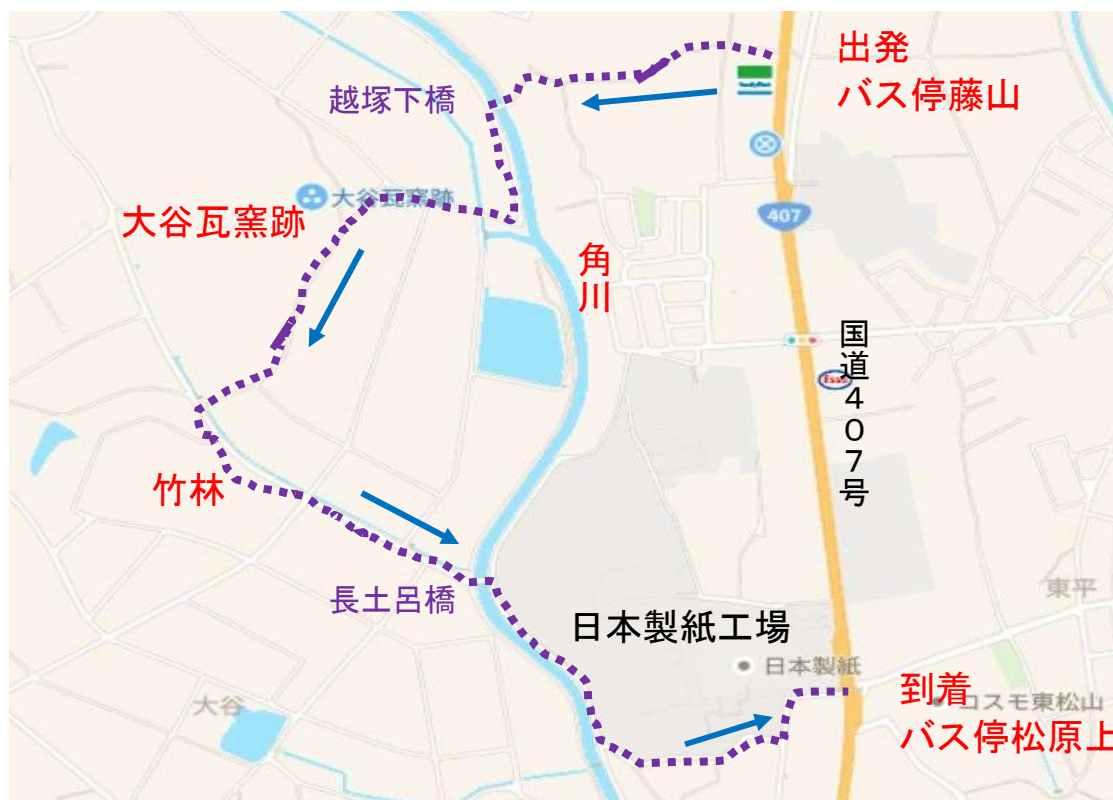 出発
バス停藤山
FamilyMart
越塚下橋
大谷瓦窯跡
大谷瓦窯跡
407
角川
国道407号
Esso
竹林
長土呂橋
東平
日本製紙工場
日本製紙
大谷
到着
コスモ東松山
バス停松原上